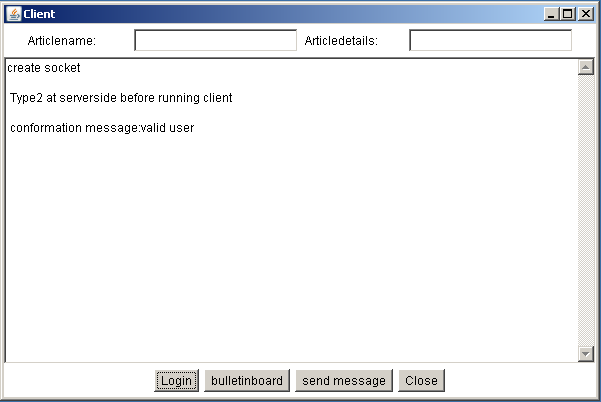 Client
Articlename: Articledetails:
create socket
Type2 at serverside before running client
conformation message:valid user
Login bulletinboard send message Close